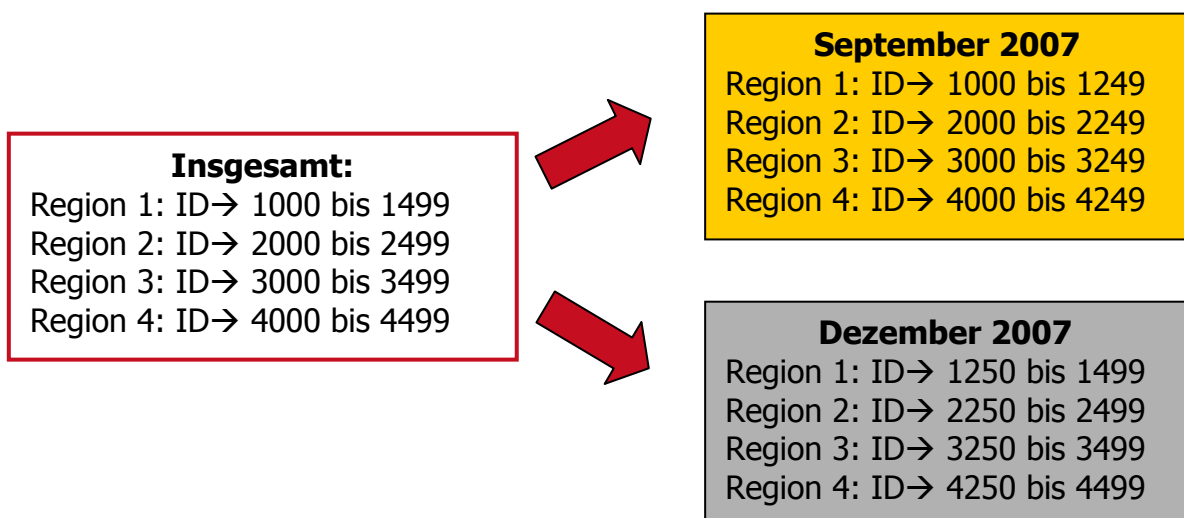 Insgesamt:
Region 1: ID→ 1000 bis 1499
Region 2: ID→ 2000 bis 2499
Region 3: ID→ 3000 bis 3499
Region 4: ID→ 4000 bis 4499
September 2007
Region 1: ID→ 1000 bis 1249
Region 2: ID→ 2000 bis 2249
Region 3: ID→ 3000 bis 3249
Region 4: ID→ 4000 bis 4249
Dezember 2007
Region 1: ID→ 1250 bis 1499
Region 2: ID→ 2250 bis 2499
Region 3: ID→ 3250 bis 3499
Region 4: ID→ 4250 bis 4499